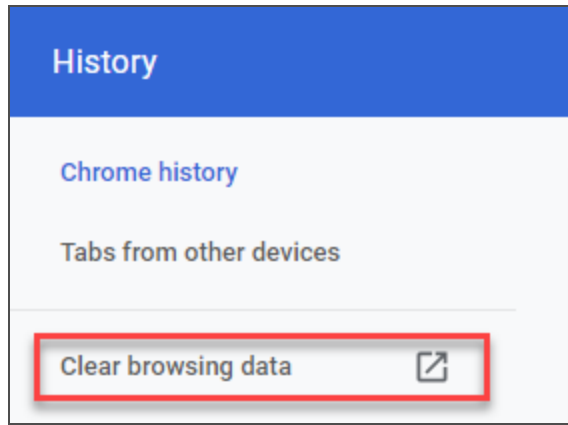 History
Chrome history
Tabs from other devices
Clear browsing data